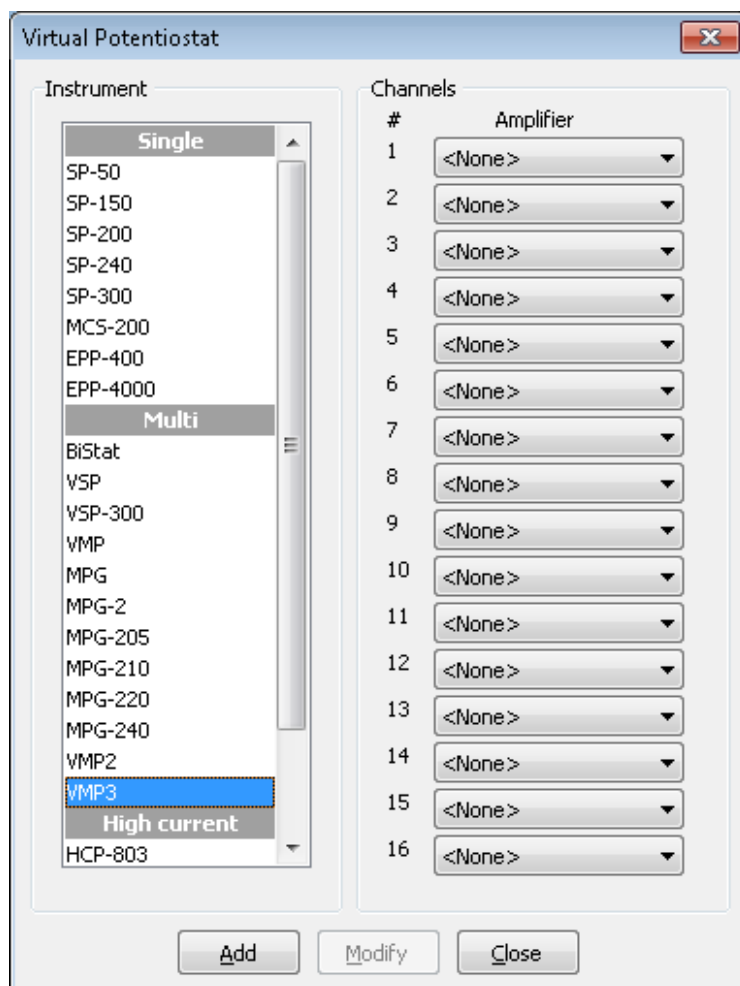 Virtual Potentiostat
Instrument
Single
SP-50
SP-150
SP-200
SP-240
SP-300
MCS-200
EPP-400
EPP-4000
Multi
BiStat
VSP
VSP-300
VMP
MPG
MPG-2
MPG-205
MPG-210
MPG-220
MPG-240
VMP2
VMP3
High current
HCP-803
Channels
# Amplifier
1 <None>
2 <None>
3 <None>
4 <None>
5 <None>
6 <None>
7 <None>
8 <None>
9 <None>
10 <None>
11 <None>
12 <None>
13 <None>
14 <None>
15 <None>
16 <None>
Add Modify Close